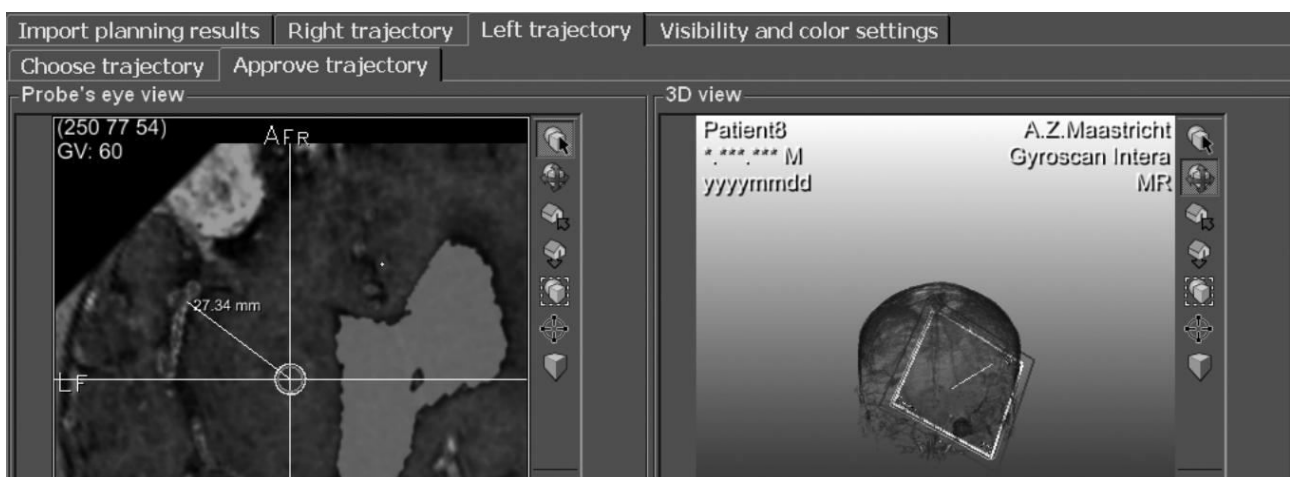 Import planning results Right trajectory Left trajectory Visibility and color settings
Choose trajectory Approve trajectory
Probe's eye view
(250 77 54)
GV: 60
AFR
27.34 mm
LF
3D view
Patient8
*.***.*** M
yyyymmdd
A.Z.Maastricht
Gyroscan Intera
MR